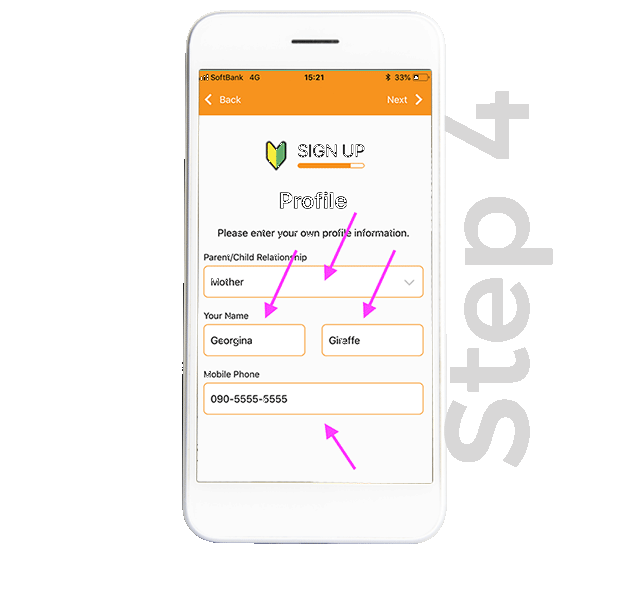 SoftBank 4G 15:21 33%
Back Next
SIGN UP
Profile
Please enter your own profile information.
Parent/Child Relationship
Mother
Your Name
Georgina Giraffe
Mobile Phone
090-5555-5555
Step 4